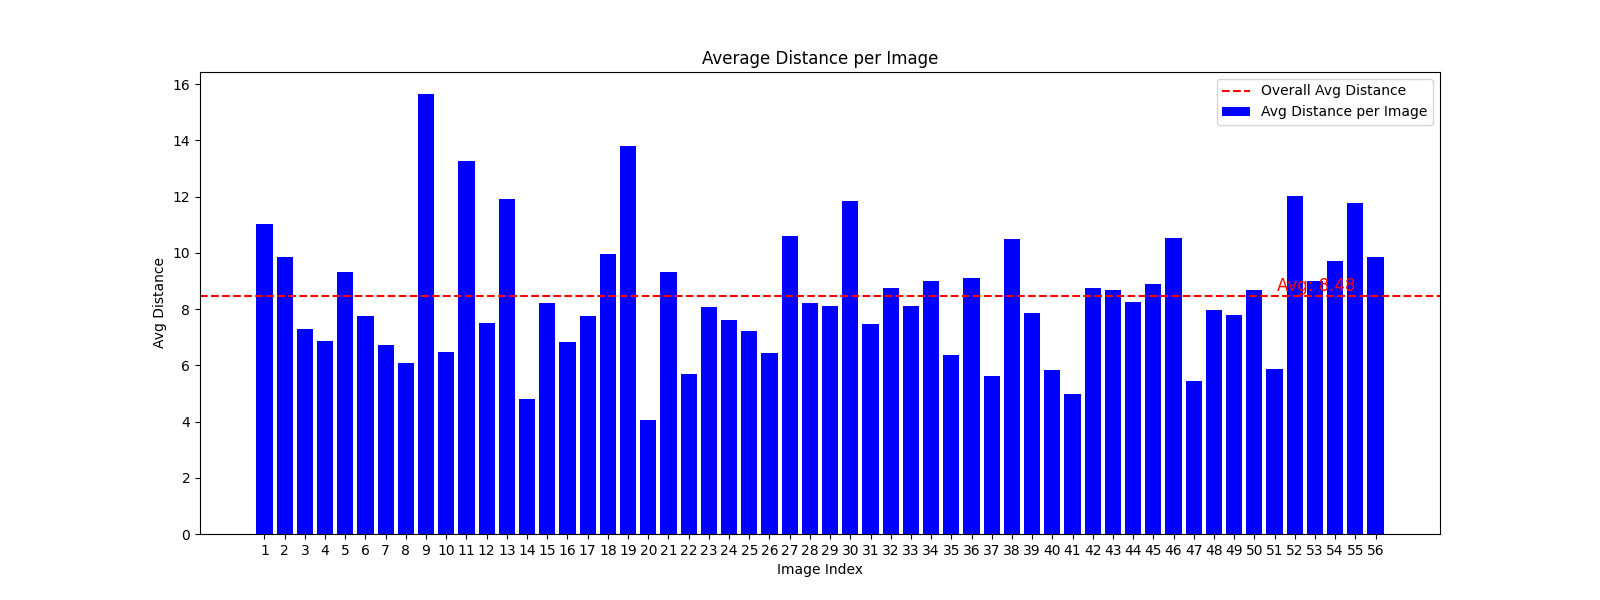 Average Distance per Image
Overall Avg Distance
Avg Distance per Image
16
14
12
10
8
6
4
2
0
Avg Distance
Avg: 8.48
1 2 3 4 5 6 7 8 9 10 11 12 13 14 15 16 17 18 19 20 21 22 23 24 25 26 27 28 29 30 31 32 33 34 35 36 37 38 39 40 41 42 43 44 45 46 47 48 49 50 51 52 53 54 55 56
Image Index